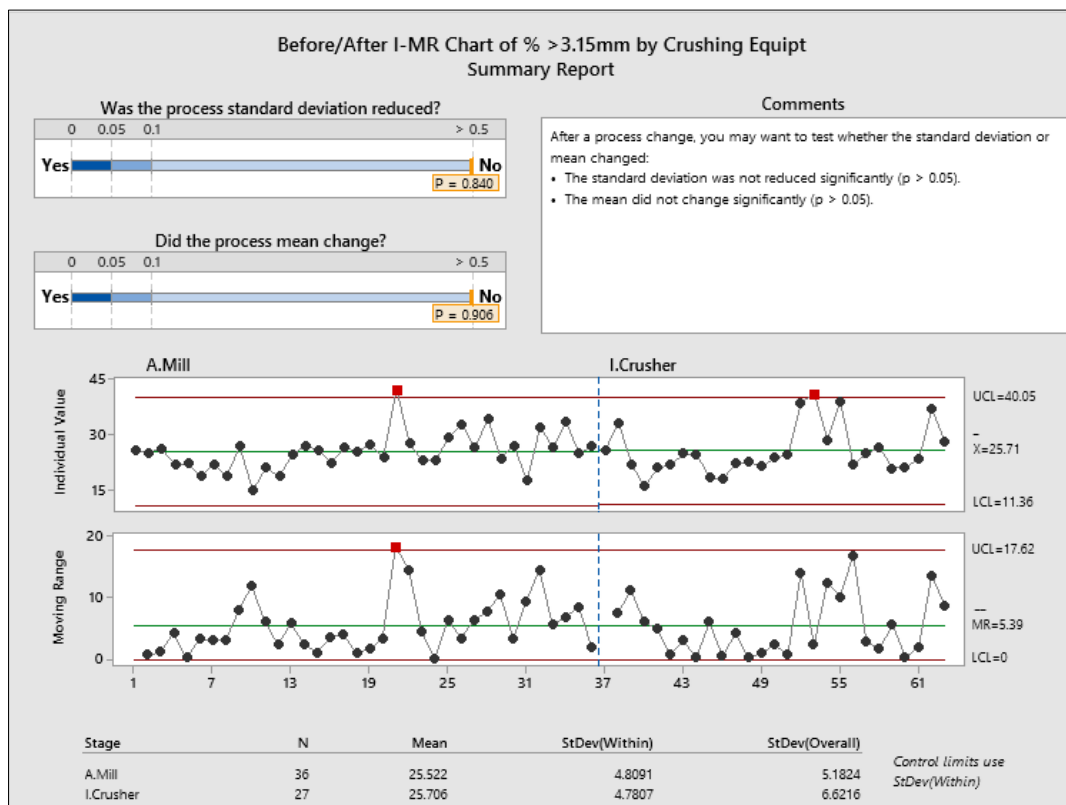 Before/After I-MR Chart of % >3.15mm by Crushing Equipt
Summary Report
Was the process standard deviation reduced?
0 0.05 0.1 > 0.5
Yes No
P = 0.840
Did the process mean change?
0 0.05 0.1 > 0.5
Yes No
P = 0.906
Comments
After a process change, you may want to test whether the standard deviation or
mean changed:
• The standard deviation was not reduced significantly (p > 0.05).
• The mean did not change significantly (p > 0.05).
A.Mill I.Crusher
Individual Value
45
30
15
UCL=40.05
X=25.71
LCL=11.36
Moving Range
20
10
0
UCL=17.62
MR=5.39
LCL=0
1 7 13 19 25 31 37 43 49 55 61
Stage N Mean StDev(Within) StDev(Overall)
A.Mill 36 25.522 4.8091 5.1824
I.Crusher 27 25.706 4.7807 6.6216
Control limits use
StDev(Within)